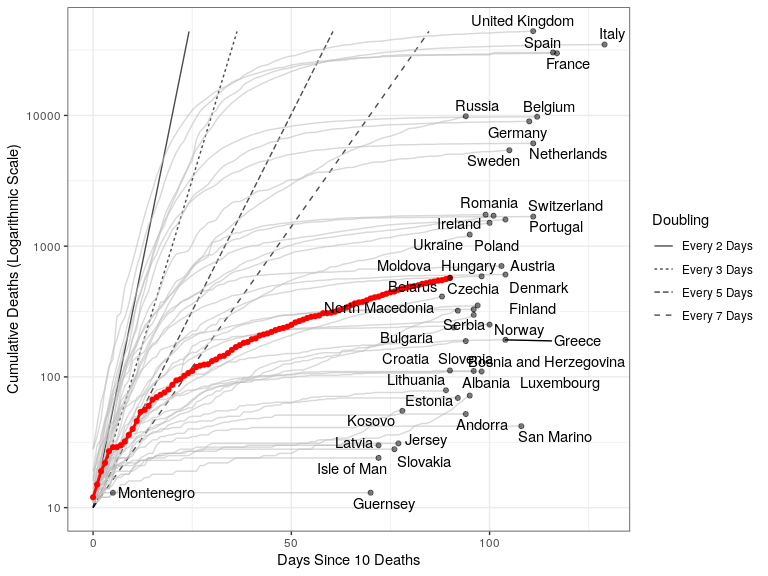 United Kingdom
Italy
Spain
France
Russia
Belgium
Germany
Netherlands
Sweden
Romania
Switzerland
Ireland
Portugal
Ukraine
Poland
Moldova
Hungary
Austria
Belarus
Czechia
Denmark
North Macedonia
Finland
Serbia
Norway
Bulgaria
Greece
Croatia
Slovenia
Bosnia and Herzegovina
Lithuania
Albania
Luxembourg
Estonia
Kosovo
Andorra
San Marino
Latvia
Jersey
Isle of Man
Slovakia
Montenegro
Guernsey
10000
1000
100
10
0
50
100
Days Since 10 Deaths
Cumulative Deaths (Logarithmic Scale)
Doubling
Every 2 Days
Every 3 Days
Every 5 Days
Every 7 Days